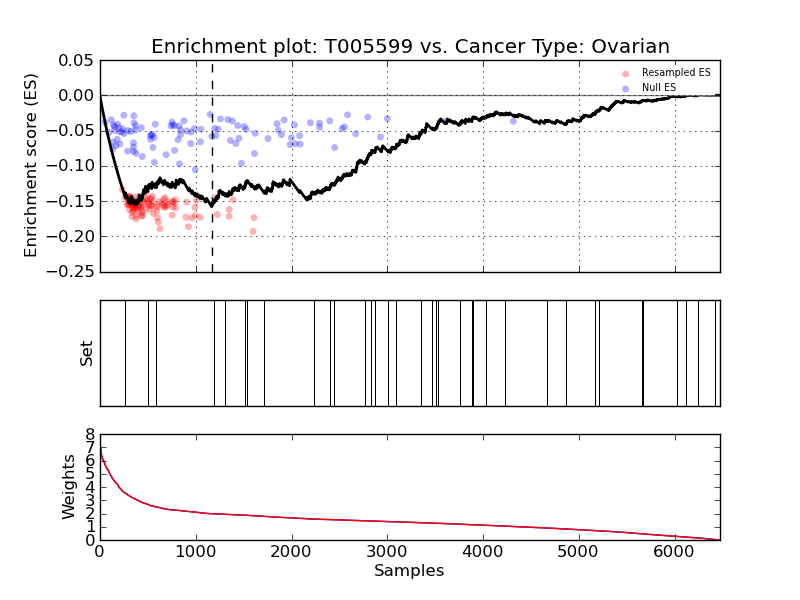 Enrichment plot: T005599 vs. Cancer Type: Ovarian
Enrichment score (ES)
0.05
0.00
−0.05
−0.10
−0.15
−0.20
−0.25
Resampled ES
Null ES
Set
Weights
8
7
6
5
4
3
2
1
0
0 1000 2000 3000 4000 5000 6000
Samples